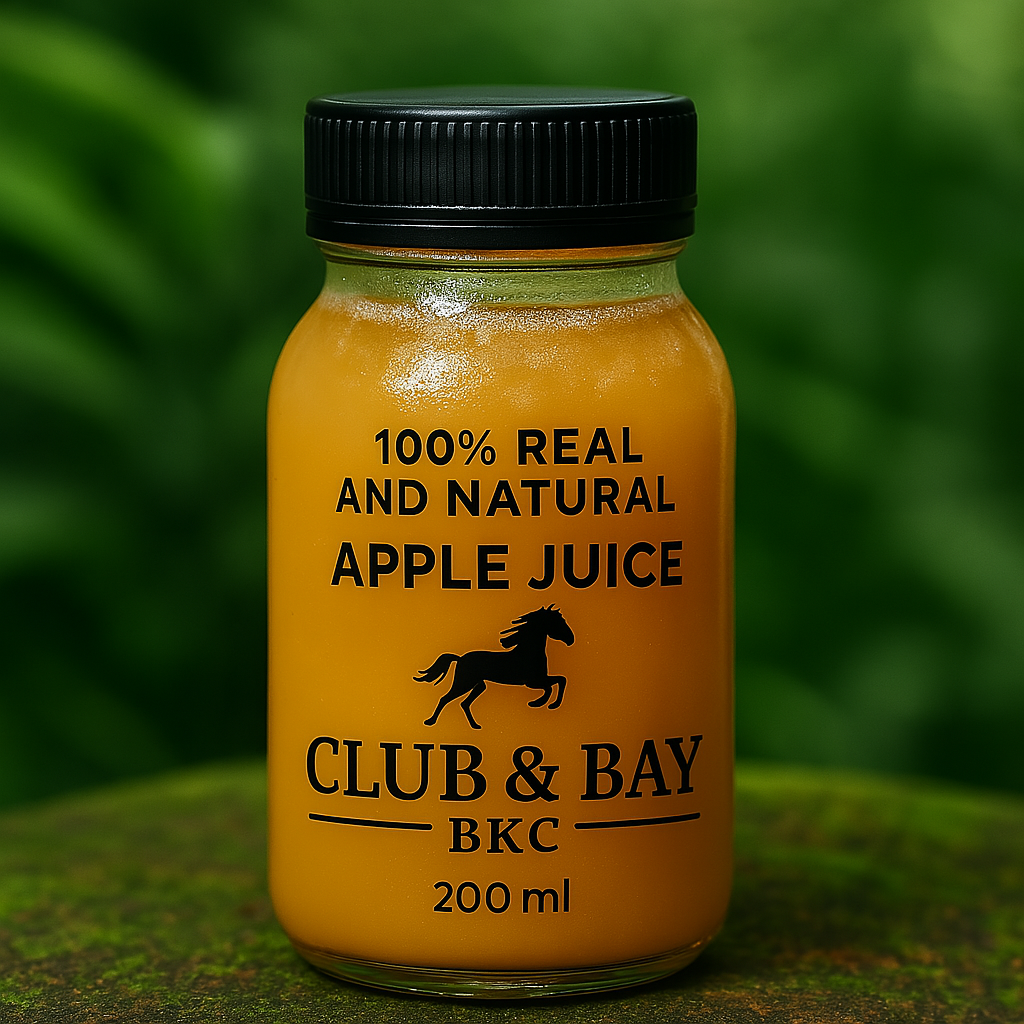 100% REAL
AND NATURAL
APPLE JUICE
CLUB & BAY
BKC
200 ml